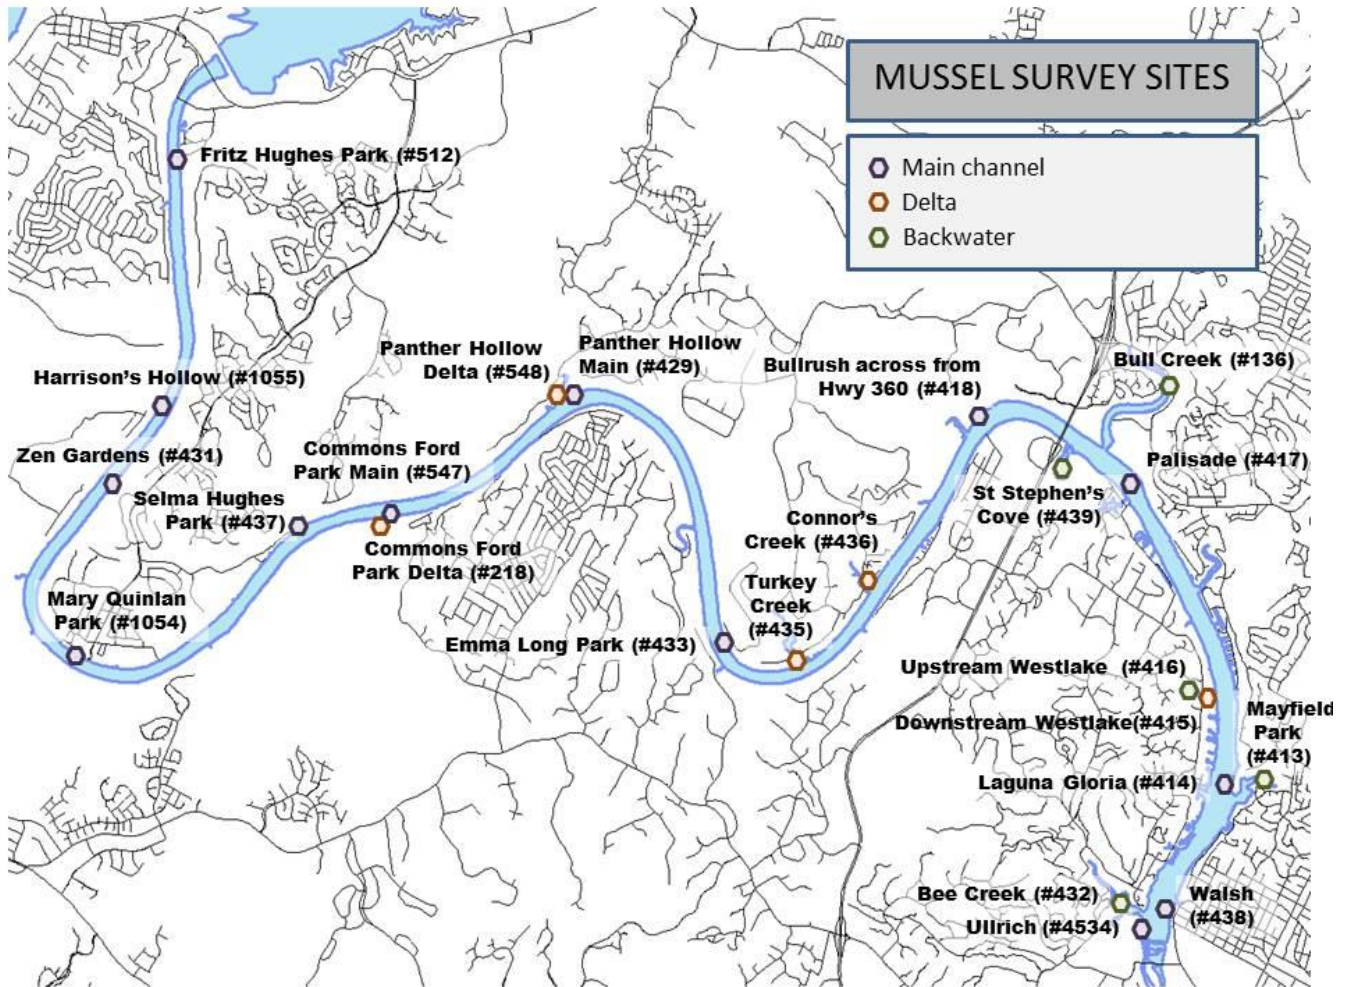 MUSSEL SURVEY SITES
Main channel
Delta
Backwater
Fritz Hughes Park (#512)
Harrison's Hollow (#1055)
Zen Gardens (#431)
Selma Hughes
Park (#437)
Mary Quinlan
Park (#1054)
Commons Ford
Park Main (#547)
Commons Ford
Park Delta (#218)
Panther Hollow
Delta (#548)
Panther Hollow
Main (#429)
Emma Long Park (#433)
Turkey
Creek
(#435)
Connor's
Creek (#436)
Bullrush across from
Hwy 360 (#418)
Bull Creek (#136)
St Stephen's
Cove (#439)
Palisade (#417)
Upstream Westlake (#416)
Downstream Westlake(#415)
Mayfield
Park
(#413)
Laguna Gloria (#414)
Bee Creek (#432)
Ullrich (#4534)
Walsh
(#438)